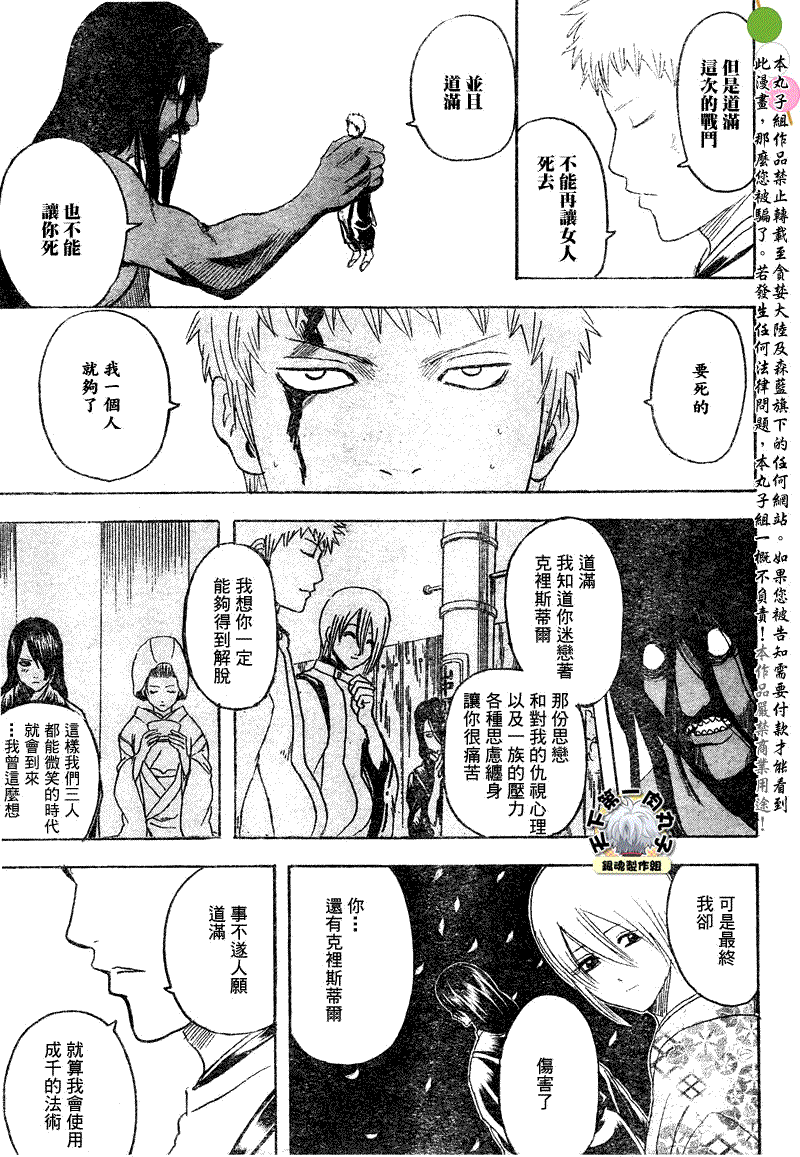 但是道滿
這次的戰鬥
不能再讓女人
死去
並且
道滿
也不能
讓你死
要死的
我一個人
就夠了
道滿
我知道你迷戀著
克裡斯蒂爾
那份思戀
和對我的仇視心理
以及一族的壓力
各種思慮纏身
讓你很痛苦
我想你一定
能夠得到解脫
這樣我們三人
都能微笑的時代
就會到來
…我曾這麼想
可是最終
我卻
傷害了
你…
還有克裡斯蒂爾
事不遂人願
道滿
就算我會使用
成千的法術
本丸子組作品禁止轉載至貪婪大陸及森藍旗下的任何網站。如果您被告知需要付款才能看到
此漫畫，那麼您被騙了。若發生任何法律問題，本丸子組一概不負責！本作品嚴禁商業用途！
天下第一肉丸子
銀魂製作組